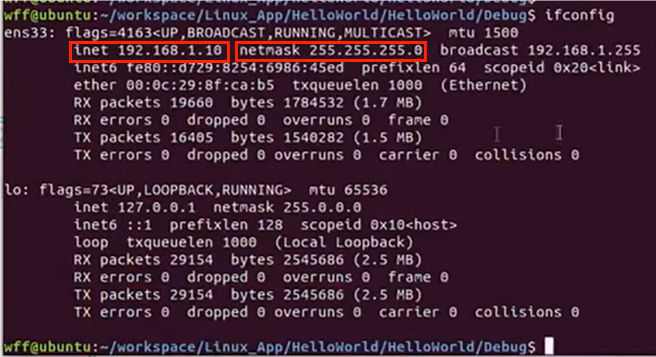 wff@ubuntu:~/workspace/Linux_App/HelloWorld/HelloWorld/Debug$ ifconfig
ens33: flags=4163<UP,BROADCAST,RUNNING,MULTICAST>  mtu 1500
inet 192.168.1.10  netmask 255.255.255.0  broadcast 192.168.1.255
inet6 fe80::d729:8254:6986:45ed  prefixlen 64  scopeid 0x20<link>
ether 00:0c:29:8f:ca:b5  txqueuelen 1000  (Ethernet)
RX packets 19660  bytes 1784532 (1.7 MB)
RX errors 0  dropped 0  overruns 0  frame 0
TX packets 16405  bytes 1540282 (1.5 MB)
TX errors 0  dropped 0 overruns 0  carrier 0  collisions 0
lo: flags=73<UP,LOOPBACK,RUNNING>  mtu 65536
inet 127.0.0.1  netmask 255.0.0.0
inet6 ::1  prefixlen 128  scopeid 0x10<host>
loop  txqueuelen 1000  (Local Loopback)
RX packets 29154  bytes 2545686 (2.5 MB)
RX errors 0  dropped 0  overruns 0  frame 0
TX packets 29154  bytes 2545686 (2.5 MB)
TX errors 0  dropped 0 overruns 0  carrier 0  collisions 0
wff@ubuntu:~/workspace/Linux_App/HelloWorld/HelloWorld/Debug$